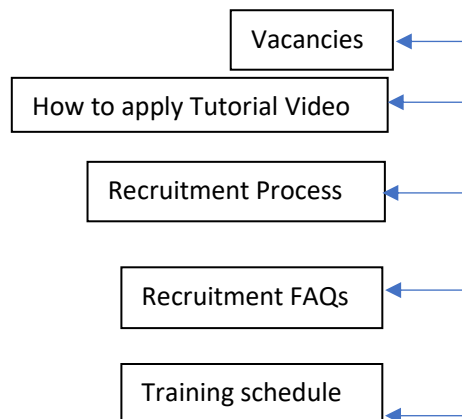 Vacancies
How to apply Tutorial Video
Recruitment Process
Recruitment FAQs
Training schedule